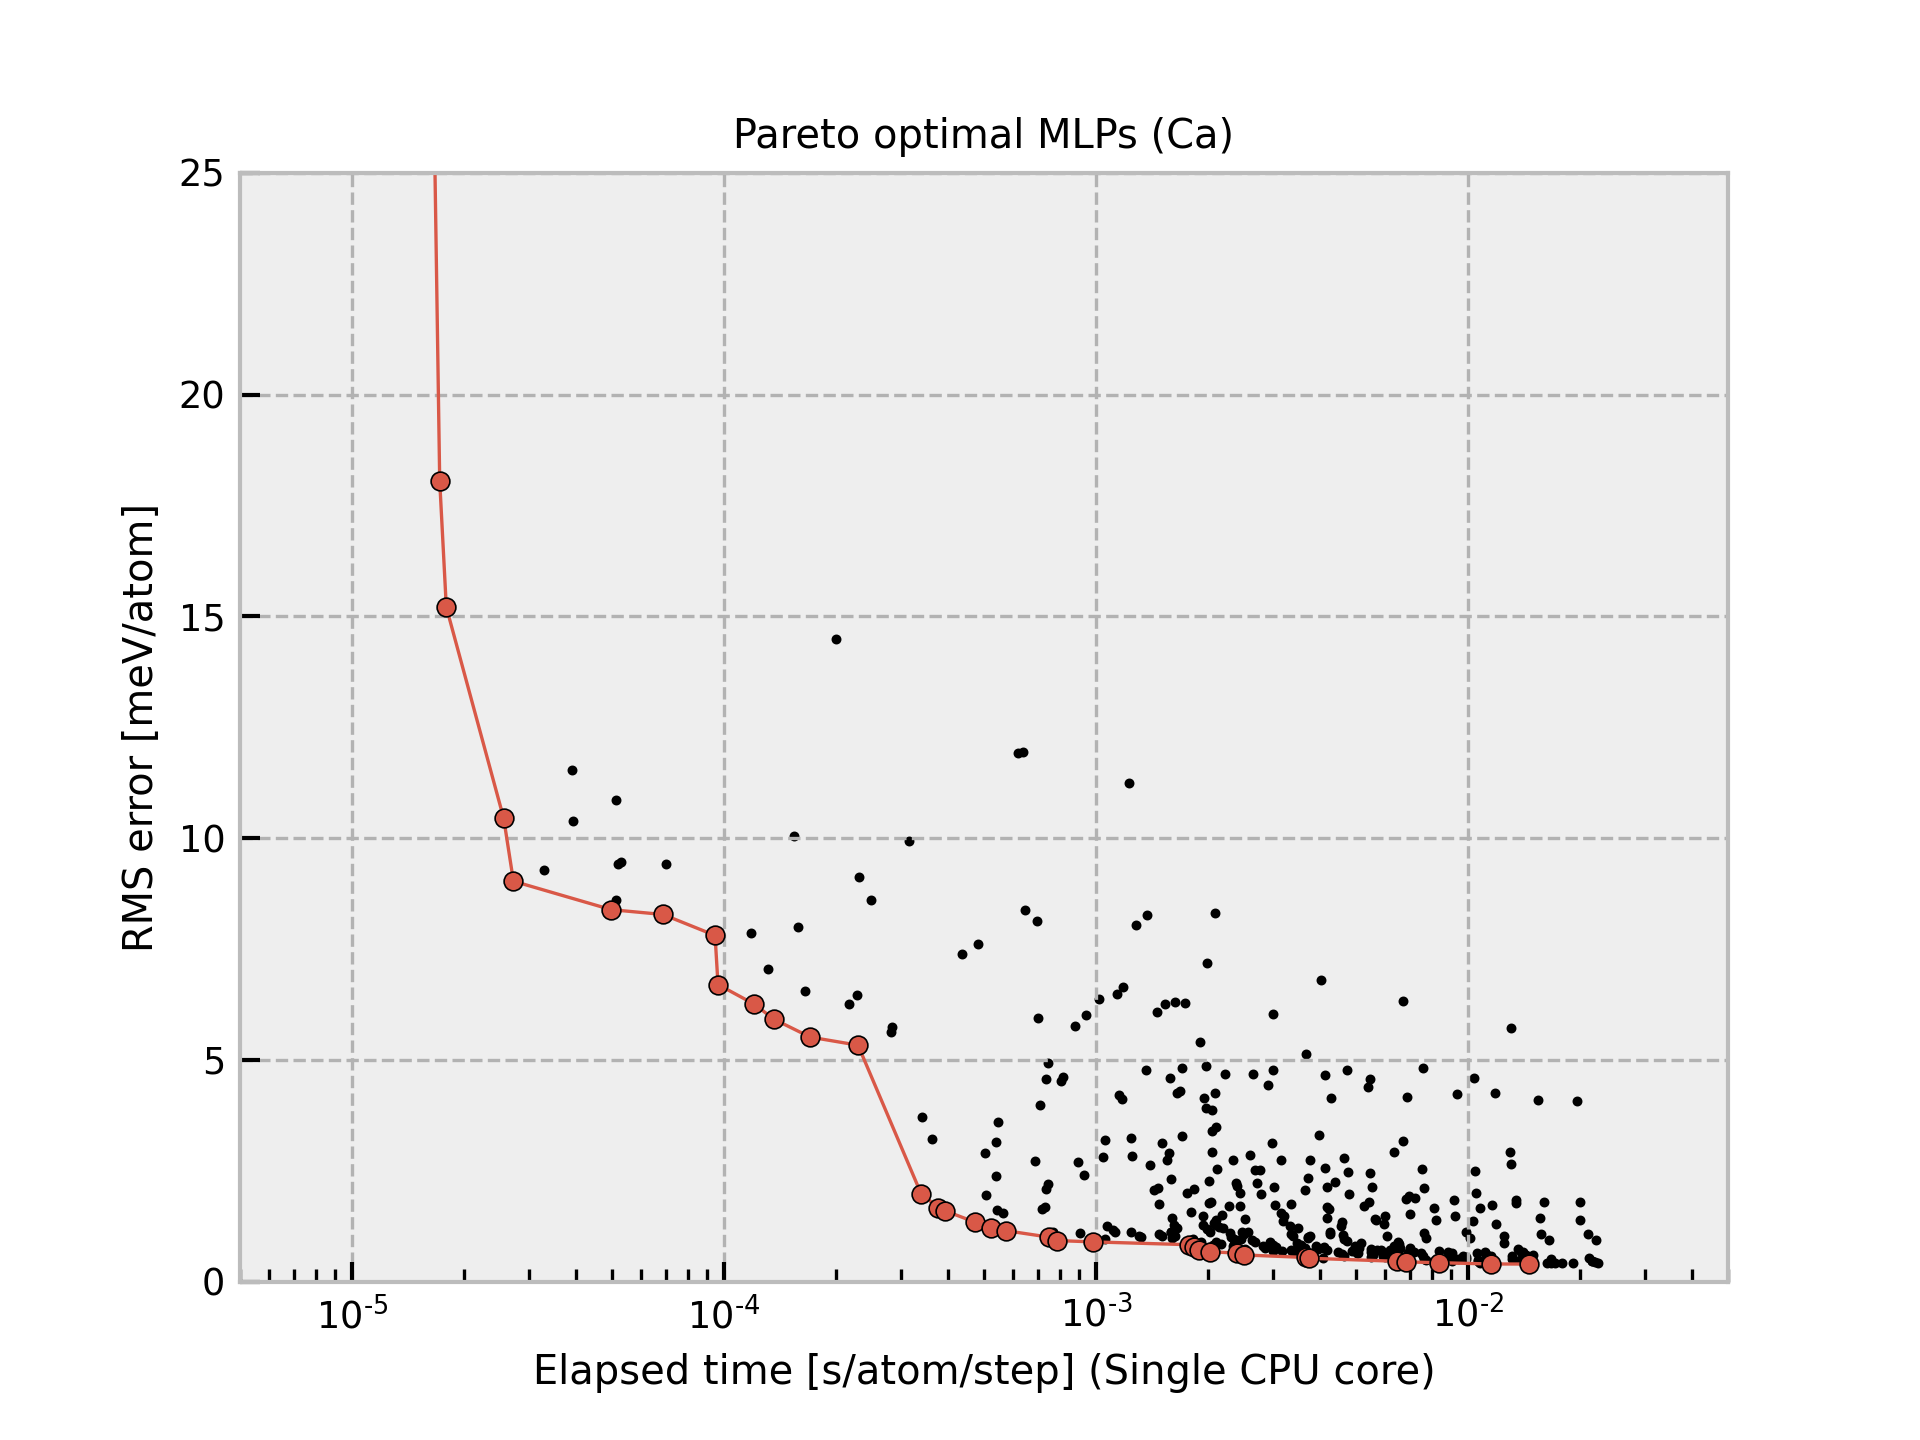 Pareto optimal MLPs (Ca)
25
20
15
10
5
0
RMS error [meV/atom]
10-5 10-4 10-3 10-2
Elapsed time [s/atom/step] (Single CPU core)